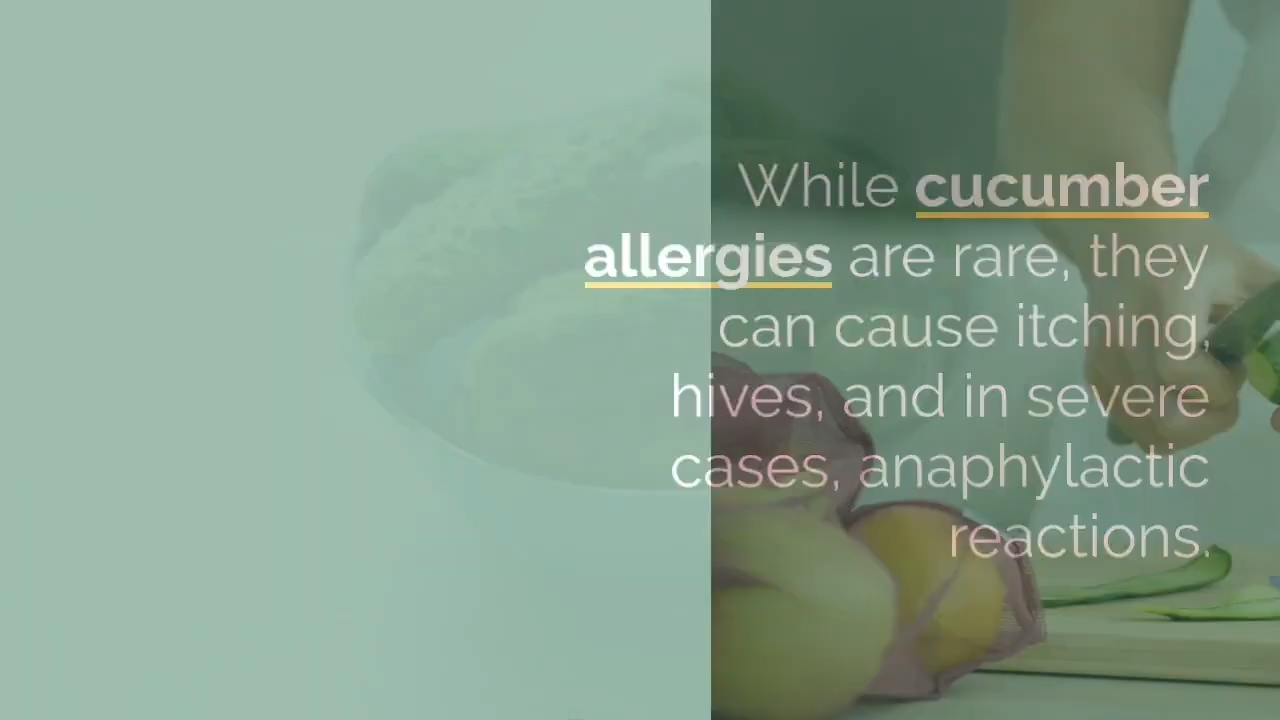 While cucumber
allergies are rare, they
can cause itching,
hives, and in severe
cases, anaphylactic
reactions.